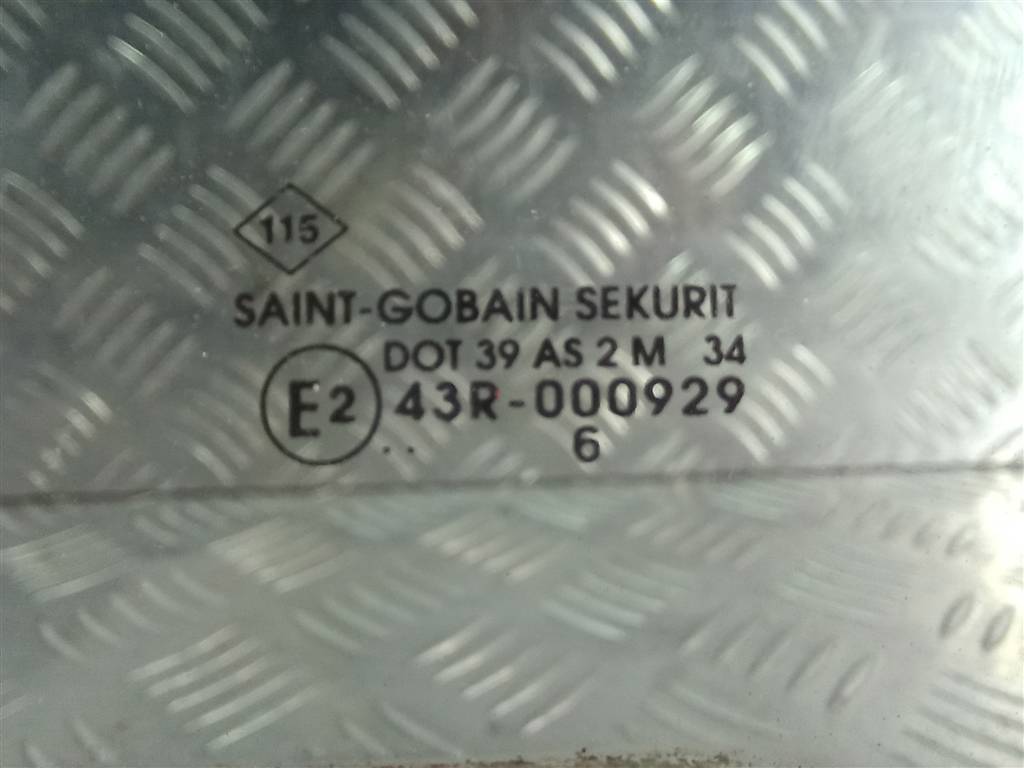 115
SAINT-GOBAIN SEKURIT
DOT 39 AS 2 M 34
E2 43R-000929
6